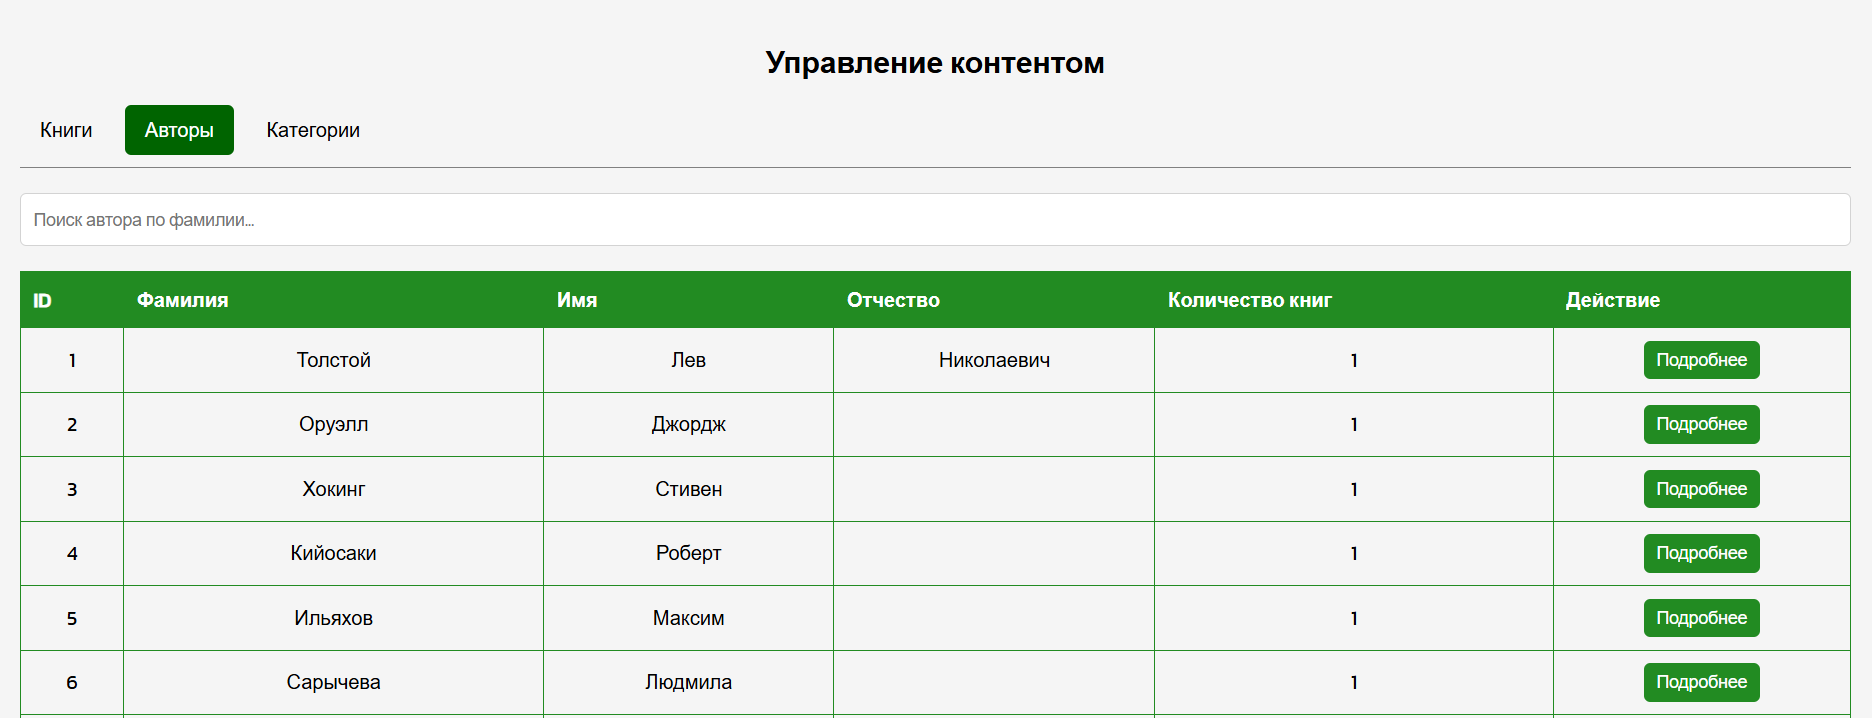 Управление контентом
Книги Авторы Категории
Поиск автора по фамилии...
ID Фамилия Имя Отчество Количество книг Действие
1 Толстой Лев Николаевич 1 Подробнее
2 Оруэлл Джордж 1 Подробнее
3 Хокинг Стивен 1 Подробнее
4 Кийосаки Роберт 1 Подробнее
5 Ильяхов Максим 1 Подробнее
6 Сарычева Людмила 1 Подробнее